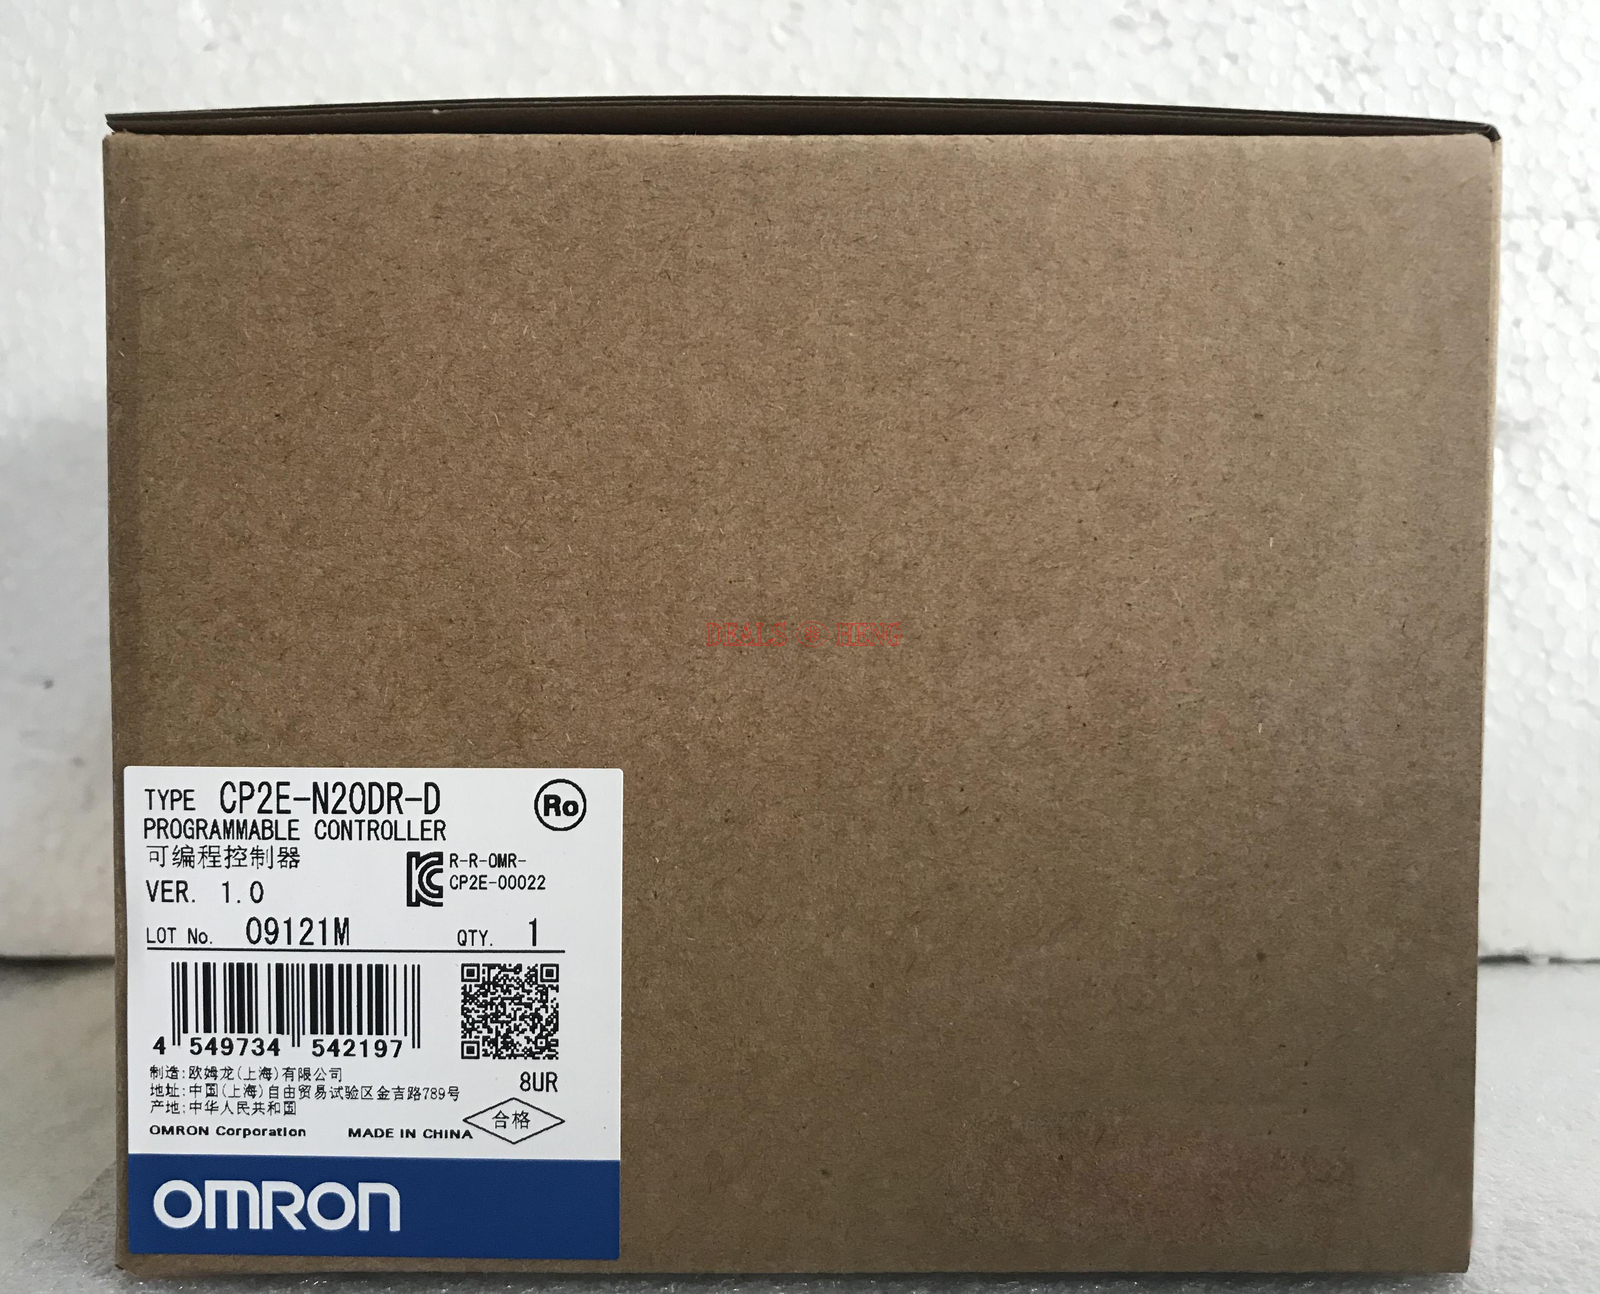 DEALS HENG
TYPE CP2E-N20DR-D
Ro
PROGRAMMABLE CONTROLLER
可编程控制器
R-R-OMR-
CP2E-00022
VER. 1.0
LOT No. 09121M QTY. 1
4 549734 542197
8UR
制造:欧姆龙(上海)有限公司
地址:中国(上海)自由贸易试验区金吉路789号
产地:中华人民共和国
合格
OMRON Corporation MADE IN CHINA
OMRON